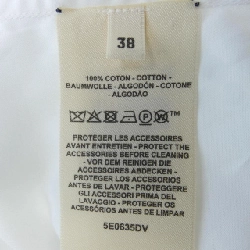 38
100% COTON - COTTON -
BAUMWOLLE - ALGODÓN - COTONE
ALGODÃO
PROTEGER LES ACCESSOIRES
AVANT ENTRETIEN - PROTECT THE
ACCESSORIES BEFORE CLEANING
- VOR DEM REINIGEN DIE
ACCESSOIRES ABDECKEN -
PROTEGER LOS ACCESORIOS
ANTES DE LAVAR - PROTEGGERE
GLI ACCESSORI PRIMA DEL
LAVAGGIO - PROTEGER OS
ACESSÓRIOS ANTES DE LIMPAR
5E0635DV